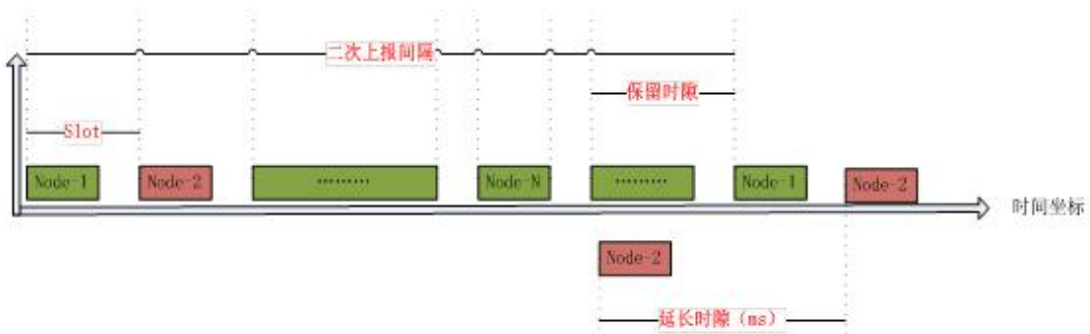 二次上报间隔
保留时隙
Slot
Node-1
Node-2
………
Node-N
………
Node-1
Node-2
时间坐标
Node-2
延长时隙（ms）